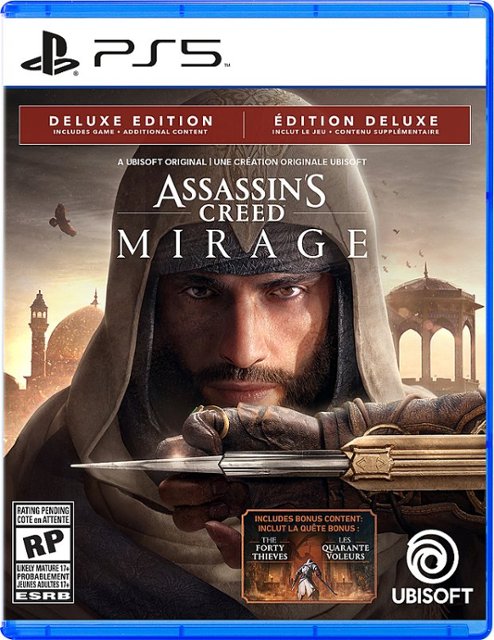 PS5
DELUXE EDITION
INCLUDES GAME • ADDITIONAL CONTENT
ÉDITION DELUXE
INCLUT LE JEU • CONTENU SUPPLÉMENTAIRE
A UBISOFT ORIGINAL | UNE CRÉATION ORIGINALE UBISOFT
ASSASSIN'S
CREED
MIRAGE
RATING PENDING
COTE EN ATTENTE
RP
LIKELY MATURE 17+
PROBABLEMENT
JEUNES ADULTES 17+
ESRB
INCLUDES BONUS CONTENT:
INCLUT LA QUÊTE BONUS :
THE
FORTY
THIEVES
LES
QUARANTE
VOLEURS
UBISOFT